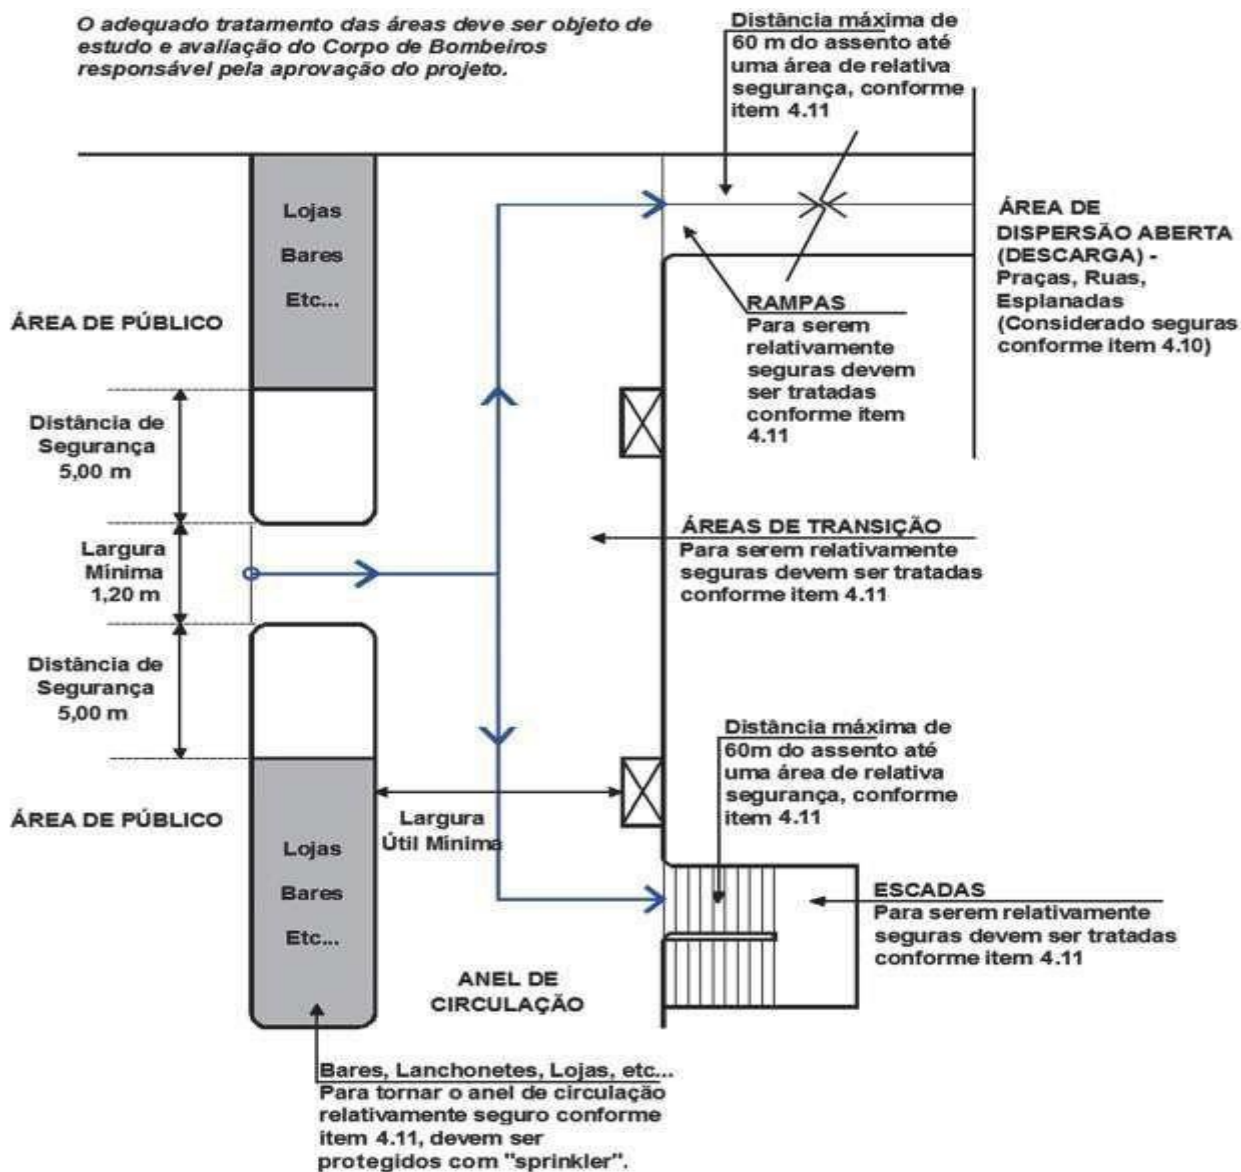 O adequado tratamento das áreas deve ser objeto de
estudo e avaliação do Corpo de Bombeiros
responsável pela aprovação do projeto.
Distância máxima de
60 m do assento até
uma área de relativa
segurança, conforme
item 4.11
Lojas
Bares
Etc...
ÁREA DE PÚBLICO
ÁREA DE
DISPERSÃO ABERTA
(DESCARGA) -
Praças, Ruas,
Esplanadas
(Considerado seguras
conforme item 4.10)
RAMPAS
Para serem
relativamente
seguras devem
ser tratadas
conforme item
4.11
Distância de
Segurança
5,00 m
Largura
Mínima
1,20 m
ÁREAS DE TRANSIÇÃO
Para serem relativamente
seguras devem ser tratadas
conforme item 4.11
Distância de
Segurança
5,00 m
Distância máxima de
60m do assento até
uma área de relativa
segurança, conforme
item 4.11
ÁREA DE PÚBLICO
Largura
Útil Mínima
Lojas
Bares
Etc...
ESCADAS
Para serem relativamente
seguras devem ser tratadas
conforme item 4.11
ANEL DE
CIRCULAÇÃO
Bares, Lanchonetes, Lojas, etc...
Para tornar o anel de circulação
relativamente seguro conforme
item 4.11, devem ser
protegidos com "sprinkler".